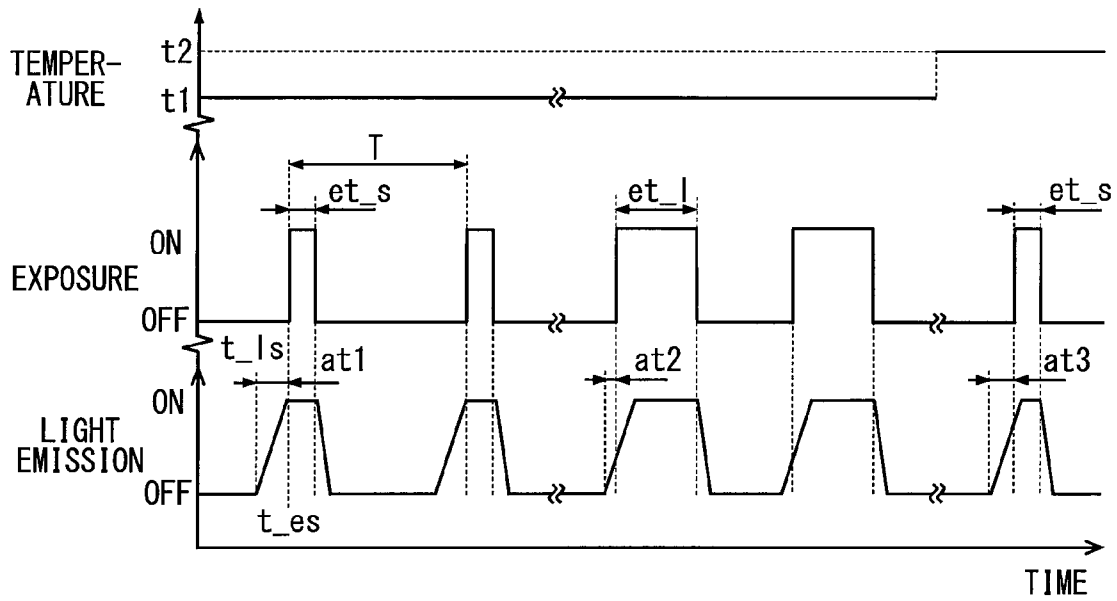 t2
TEMPER-
ATURE
t1
T
et_s
et_l
et_s
ON
EXPOSURE
OFF
t_ls
at1
at2
at3
ON
LIGHT
EMISSION
OFF
t_es
TIME